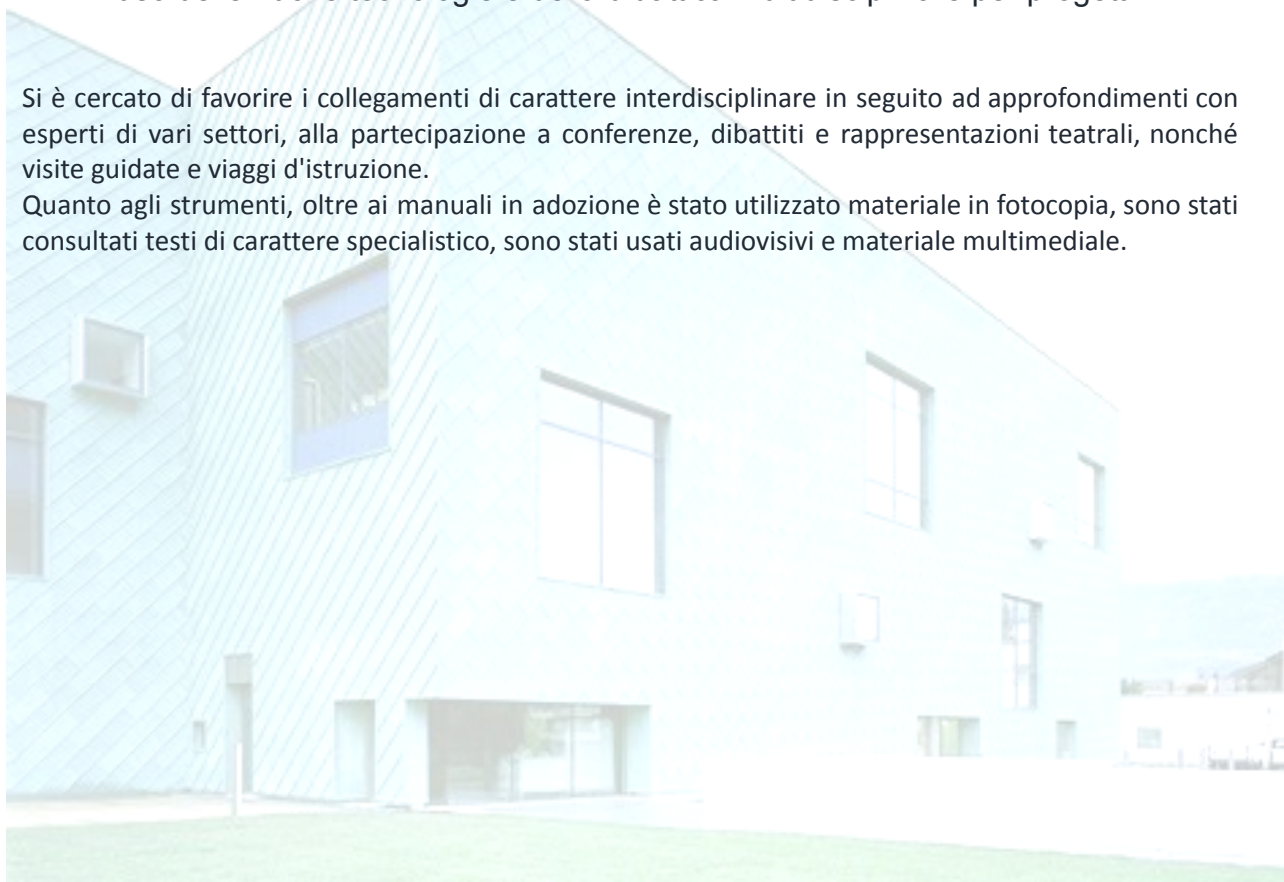 Si è cercato di favorire i collegamenti di carattere interdisciplinare in seguito ad approfondimenti con
esperti di vari settori, alla partecipazione a conferenze, dibattiti e rappresentazioni teatrali, nonché
visite guidate e viaggi d'istruzione.
Quanto agli strumenti, oltre ai manuali in adozione è stato utilizzato materiale in fotocopia, sono stati
consultati testi di carattere specialistico, sono stati usati audiovisivi e materiale multimediale.